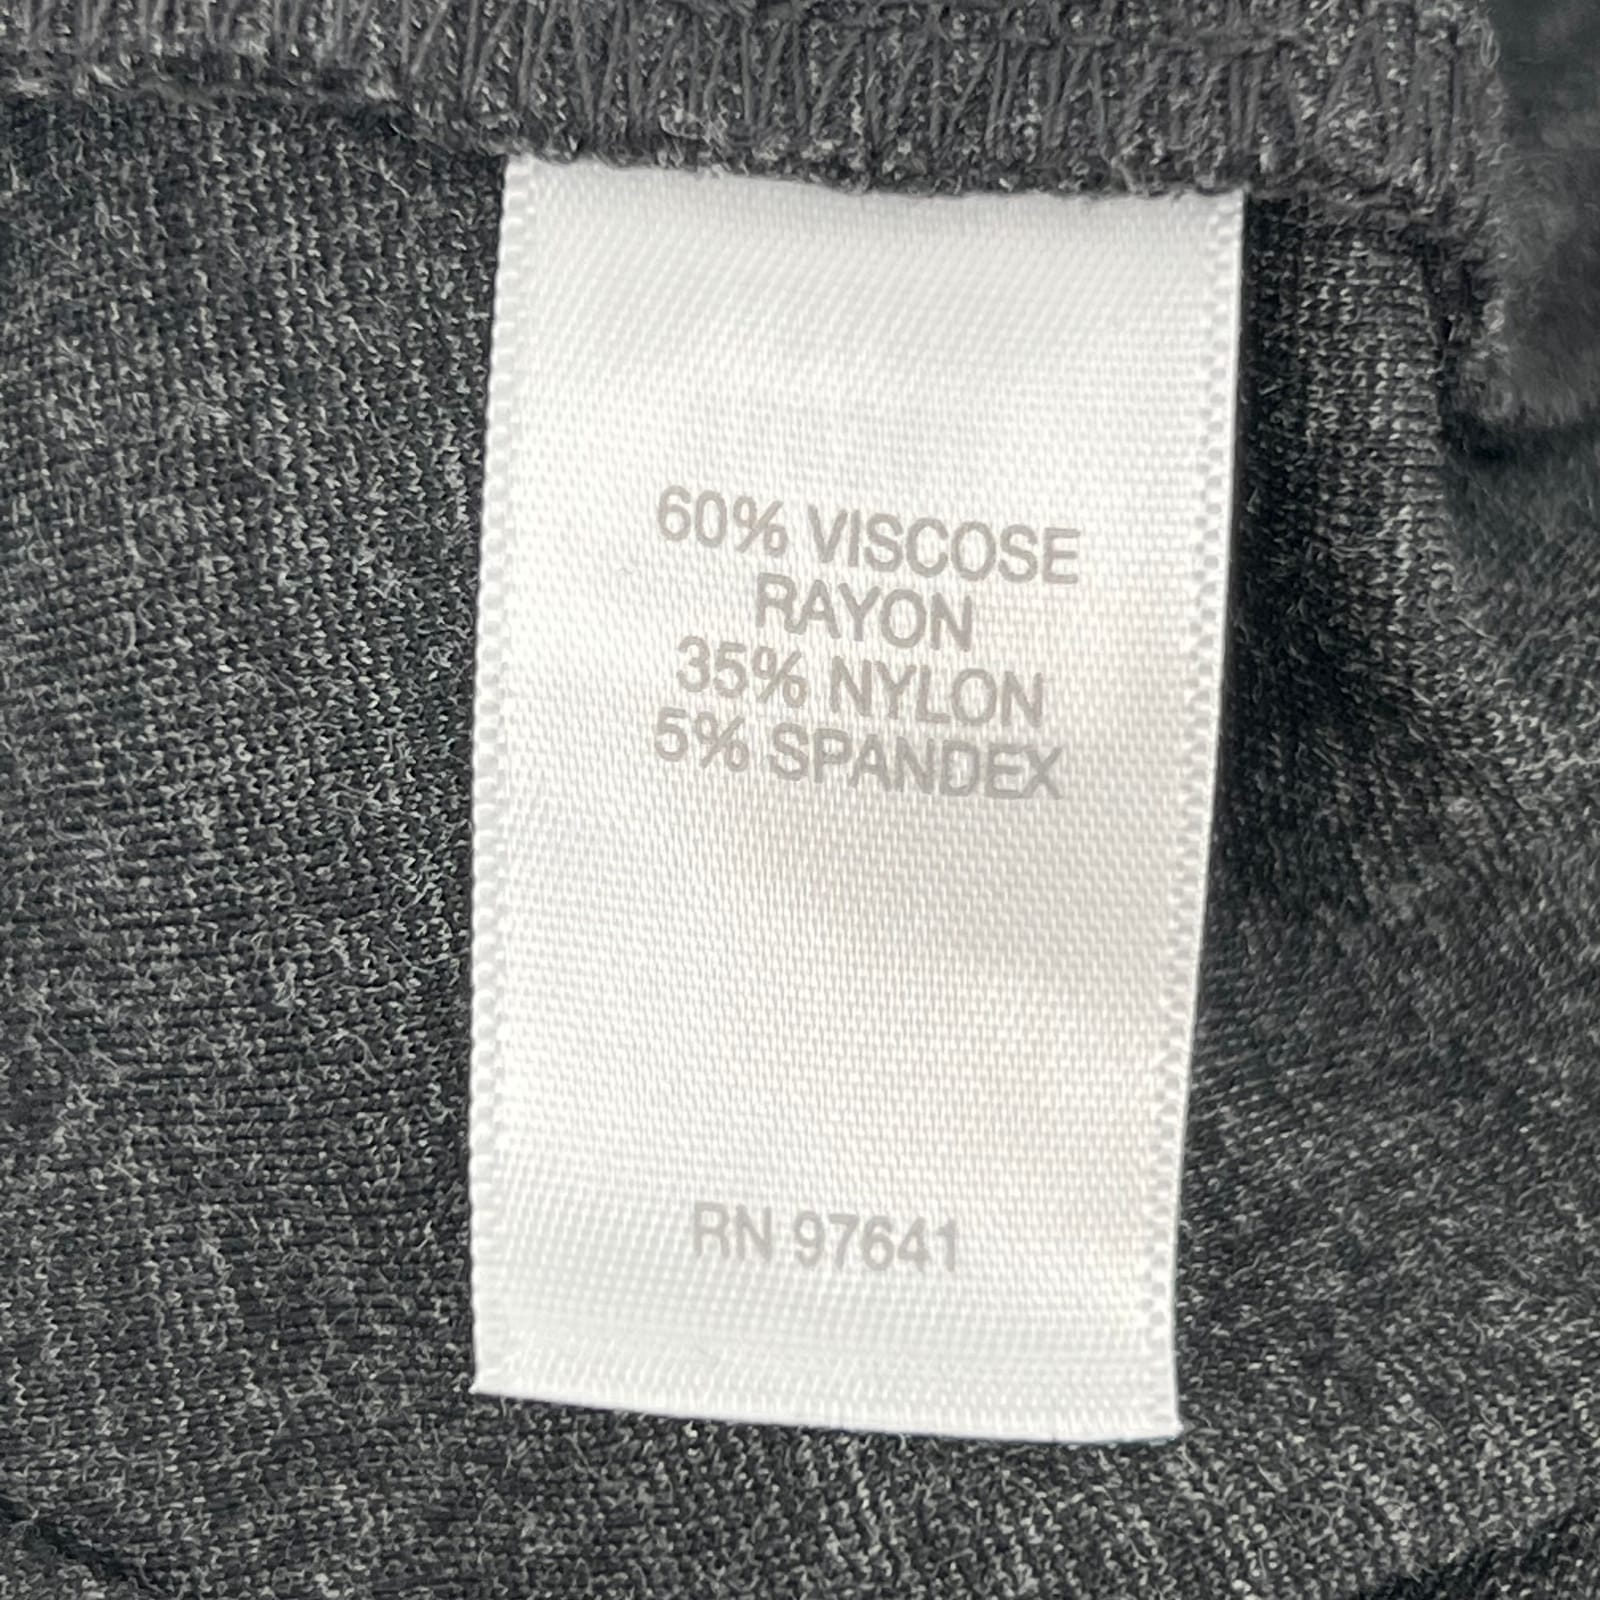 60% VISCOSE
RAYON
35% NYLON
5% SPANDEX
RN 97641